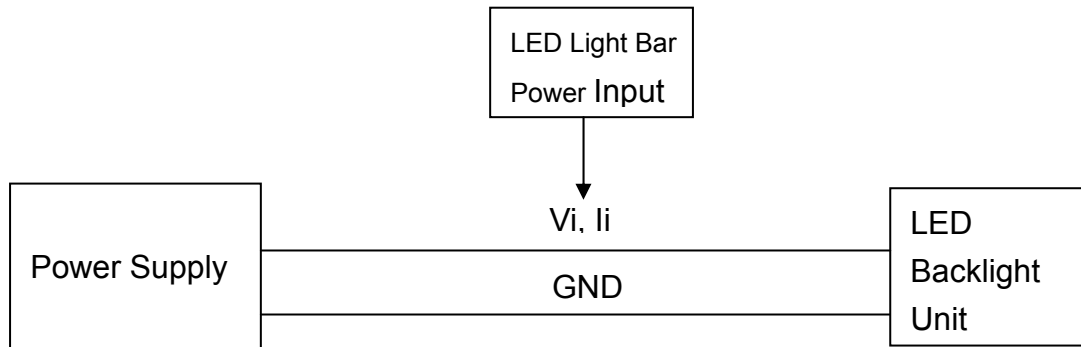 LED Light Bar
Power Input
Vi, Ii
Power Supply
GND
LED
Backlight
Unit